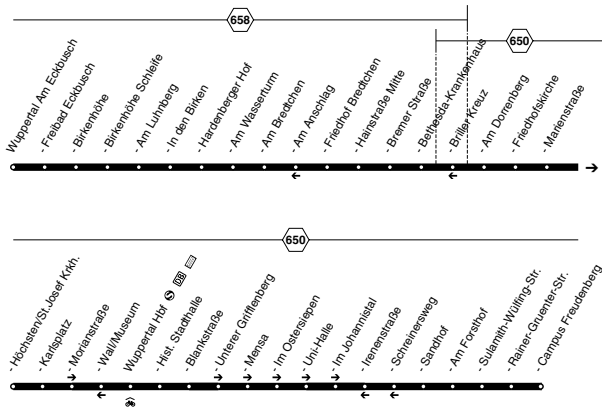 658
650
Wuppertal Am Eckbusch
- Freibad Eckbusch
- Birkenhöhe
- Birkenhöhe Schleife
- Am Luhnberg
- In den Birken
- Hardenberger Hof
- Am Wasserturm
- Am Bredtchen
- Am Anschlag
- Friedhof Bredtchen
- Hainstraße Mitte
- Bremer Straße
- Bethesda-Krankenhaus
- Briller Kreuz
- Am Dorrenberg
- Friedhofskirche
- Marienstraße
650
- Höchsten/St.Josef Krkh.
- Karlsplatz
- Morianstraße
- Wall/Museum
Wuppertal Hbf S DB
- Hist. Stadthalle
- Blankstraße
- Unterer Grifflenberg
- Mensa
- Im Ostersiepen
- Uni-Halle
- Im Johannistal
- Irenenstraße
- Schreinersweg
- Sandhof
- Am Forsthof
- Sulamith-Wülfing-Str.
- Rainer-Gruenter-Str.
- Campus Freudenberg